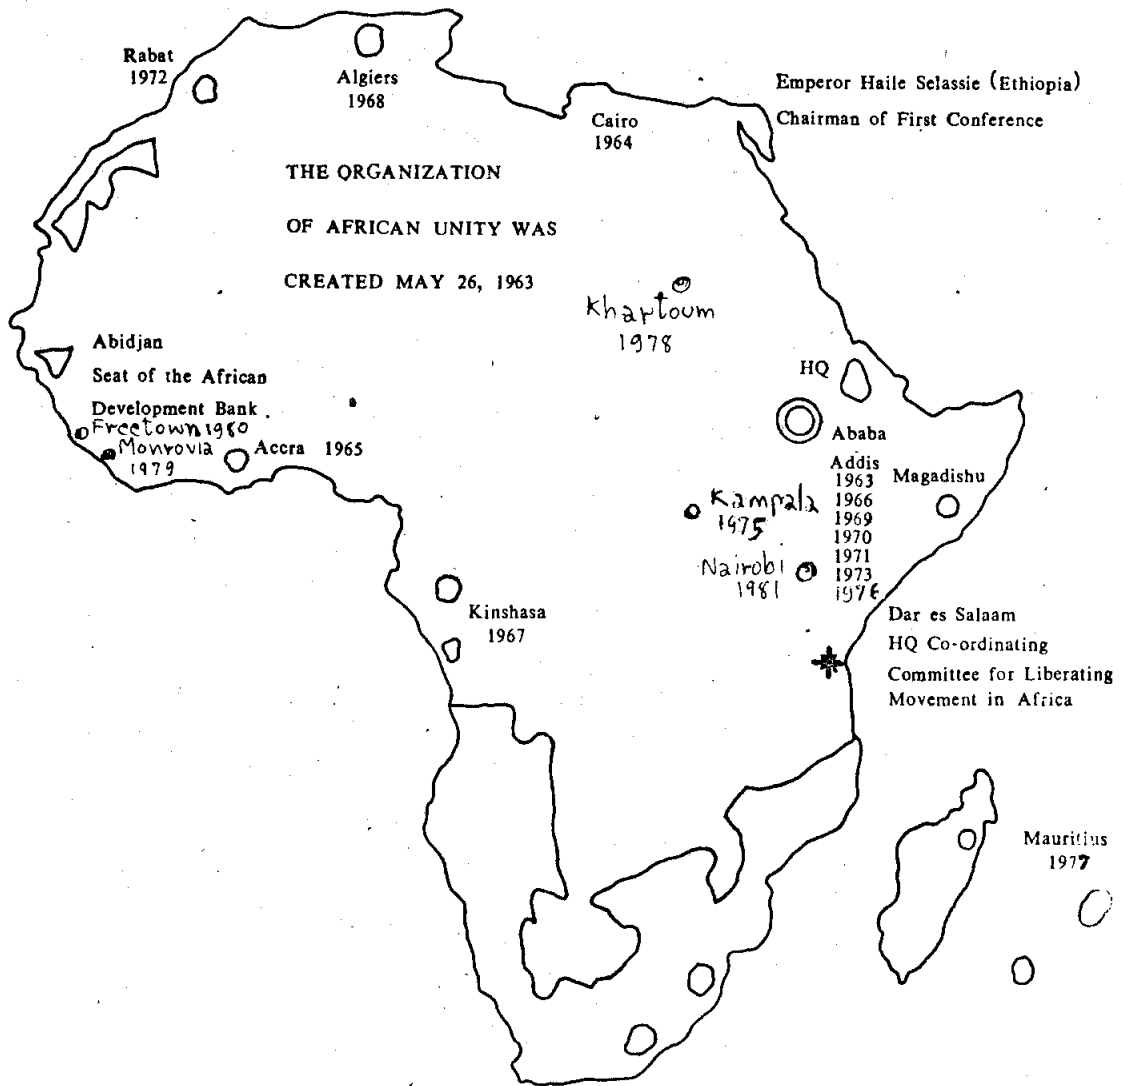 Rabat
1972
Algiers
1968
Cairo
1964
Emperor Haile Selassie (Ethiopia)
Chairman of First Conference
THE ORGANIZATION
OF AFRICAN UNITY WAS
CREATED MAY 26, 1963
Khartoum
1978
Abidjan
Seat of the African
Development Bank
Freetown 1980
Monrovia
1979
Accra 1965
HQ
Ababa
Addis
1963
1966
1969
1970
1971
1973
1976
Magadishu
Kampala
1975
Nairobi
1981
Kinshasa
1967
Dar es Salaam
HQ Co-ordinating
Committee for Liberating
Movement in Africa
Mauritius
1977